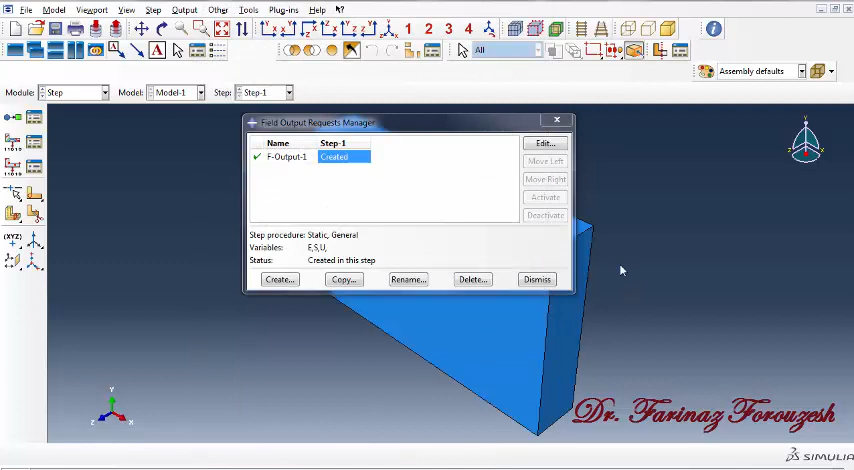 File Model Viewport View Step Output Other Tools Plug-ins Help
1 2 3 4
All
Assembly defaults
Module: Step Model: Model-1 Step: Step-1
Field Output Requests Manager
Name Step-1
Edit...
F-Output-1 Created
Move Left
Move Right
Activate
Deactivate
Step procedure: Static, General
Variables: E,S,U,
Status: Created in this step
Create... Copy... Rename... Delete... Dismiss
(XYZ)
Y
Z X
Y
Z X
Dr. Farinaz Forouzesh
SIMULIA